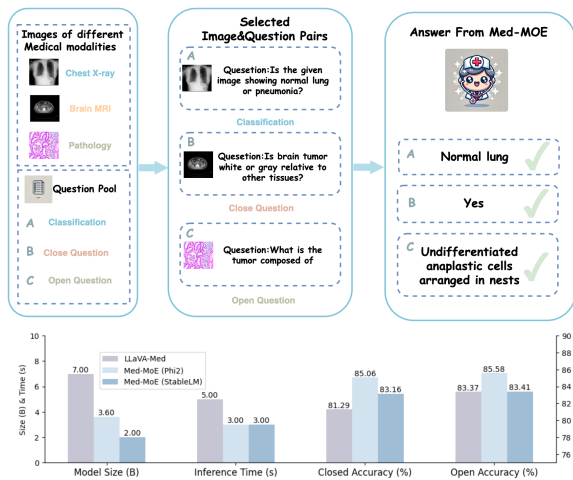 Images of different
Medical modalities
Chest X-ray
Brain MRI
Pathology
Question Pool
A Classification
B Close Question
C Open Question
Selected
Image&Question Pairs
A
Quesetion:Is the given
image showing normal lung
or pneumonia?
Classification
B
Quesetion:Is brain tumor
white or gray relative to
other tissues?
Close Question
C
Quesetion:What is the
tumor composed of
Open Question
Answer From Med-MOE
A Normal lung
B Yes
C Undifferentiated
anaplastic cells
arranged in nests
Size (B) & Time (s)
10
8
6
4
2
0
LLaVA-Med
Med-MoE (Phi2)
Med-MoE (StableLM)
7.00
3.60
2.00
5.00
3.00
3.00
81.29
85.06
83.16
83.37
85.58
83.41
90
88
86
84
82
80
78
76
Model Size (B)
Inference Time (s)
Closed Accuracy (%)
Open Accuracy (%)